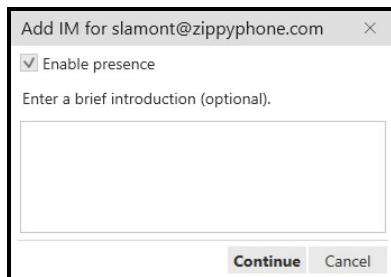 Add IM for slamont@zippyphone.com
Enable presence
Enter a brief introduction (optional).
Continue Cancel